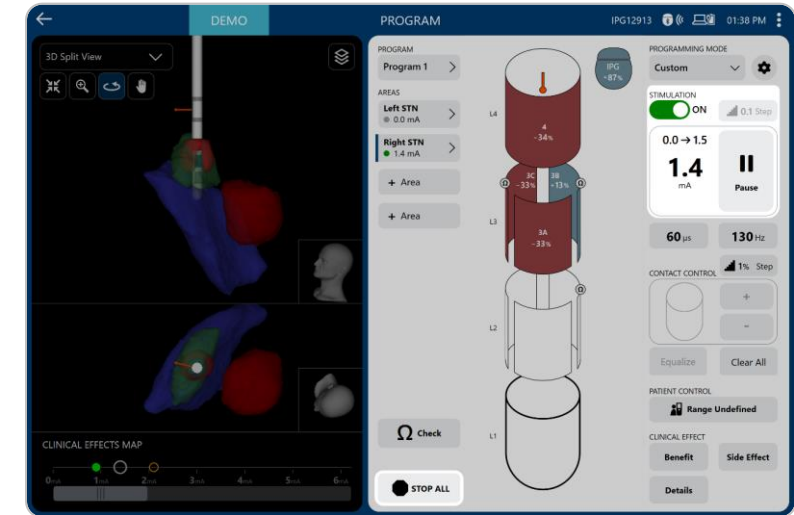 DEMO
PROGRAM
IPG12913
01:38 PM
3D Split View
CLINICAL EFFECTS MAP
0mA 1mA 2mA 3mA 4mA 5mA 6mA
PROGRAM
Program 1
AREAS
Left STN
0.0 mA
Right STN
1.4 mA
+ Area
+ Area
Ω Check
STOP ALL
IPG
-87%
L4
4
-34%
3C
-33%
3B
-13%
Ω
Ω
L3
3A
-33%
Ω
L2
L1
PROGRAMMING MODE
Custom
STIMULATION
ON
0.1 Step
0.0 → 1.5
1.4
mA
Pause
60 μs
130 Hz
1% Step
CONTACT CONTROL
+
-
Equalize
Clear All
PATIENT CONTROL
Range Undefined
CLINICAL EFFECT
Benefit
Side Effect
Details